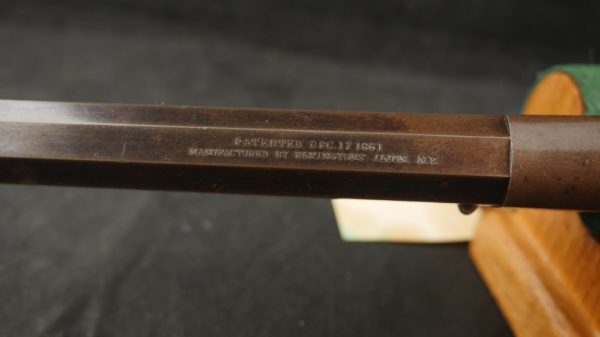 PATENTED DEC. 17 1861
MANUFACTURED BY REMINGTONS' ILION, N.Y.